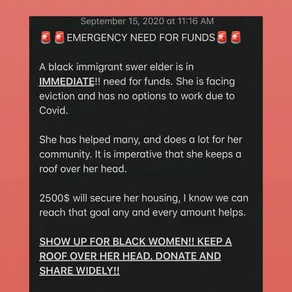 September 15, 2020 at 11:16 AM
🚨🚨EMERGENCY NEED FOR FUNDS🚨🚨
A black immigrant swer elder is in
IMMEDIATE!! need for funds. She is facing
eviction and has no options to work due to
Covid.
She has helped many, and does a lot for her
community. It is imperative that she keeps a
roof over her head.
2500$ will secure her housing, I know we can
reach that goal any and every amount helps.
SHOW UP FOR BLACK WOMEN!! KEEP A
ROOF OVER HER HEAD. DONATE AND
SHARE WIDELY!!